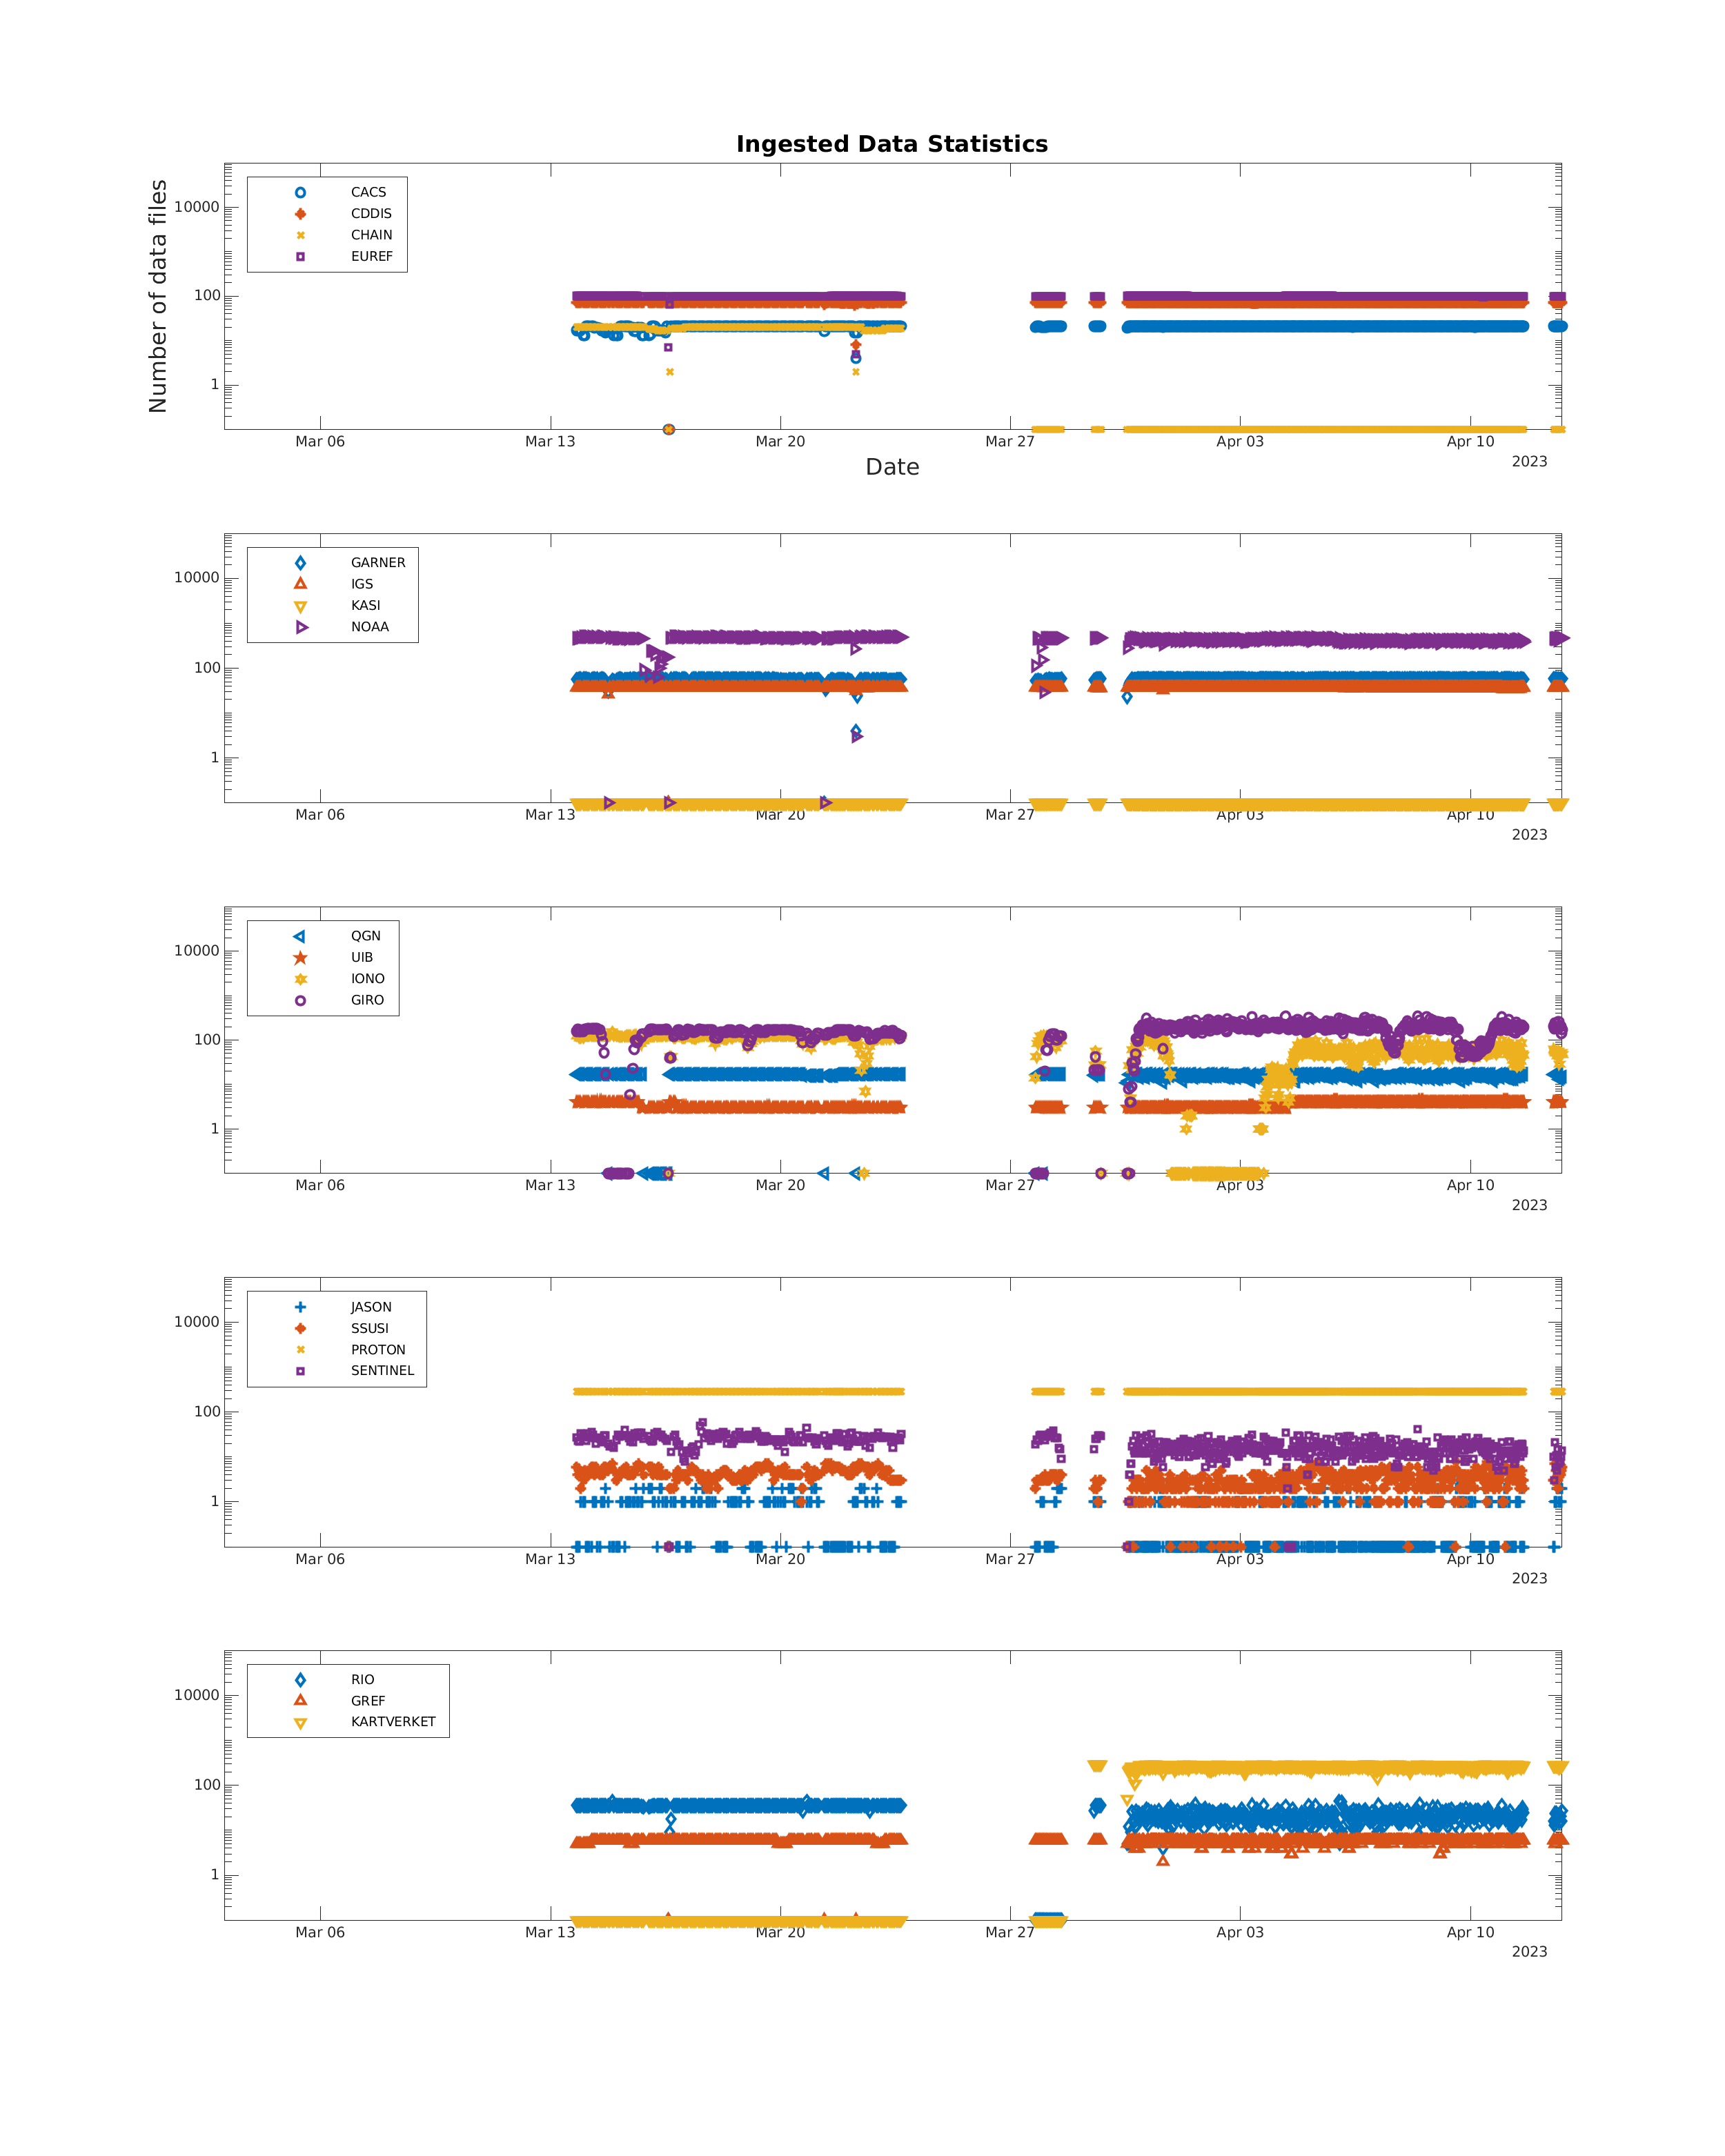 Ingested Data Statistics
Number of data files
10000
100
1
CACS
CDDIS
CHAIN
EUREF
Mar 06 Mar 13 Mar 20 Mar 27 Apr 03 Apr 10
2023
Date
10000
100
1
GARNER
IGS
KASI
NOAA
Mar 06 Mar 13 Mar 20 Mar 27 Apr 03 Apr 10
2023
10000
100
1
QGN
UIB
IONO
GIRO
Mar 06 Mar 13 Mar 20 Mar 27 Apr 03 Apr 10
2023
10000
100
1
JASON
SSUSI
PROTON
SENTINEL
Mar 06 Mar 13 Mar 20 Mar 27 Apr 03 Apr 10
2023
10000
100
1
RIO
GREF
KARTVERKET
Mar 06 Mar 13 Mar 20 Mar 27 Apr 03 Apr 10
2023